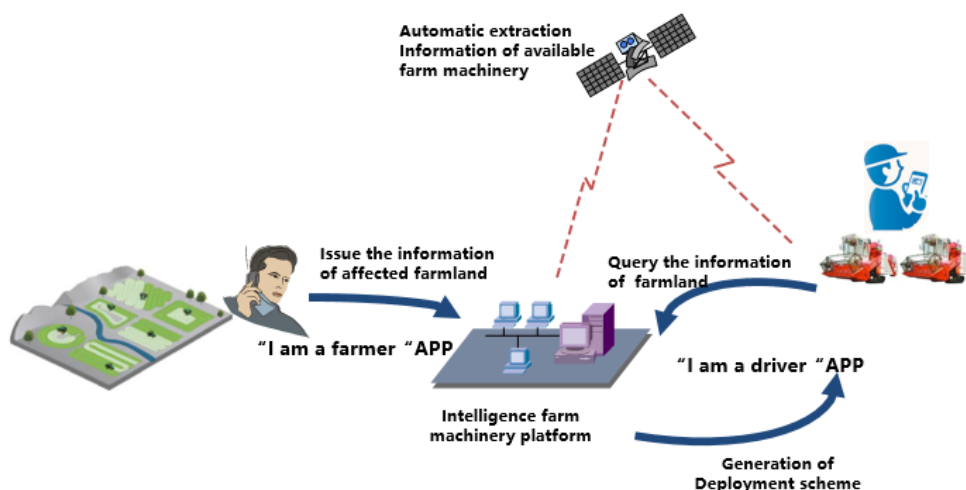 Automatic extraction
Information of available
farm machinery
Issue the information
of affected farmland
Query the information
of farmland
“I am a farmer “APP
“I am a driver “APP
Intelligence farm
machinery platform
Generation of
Deployment scheme